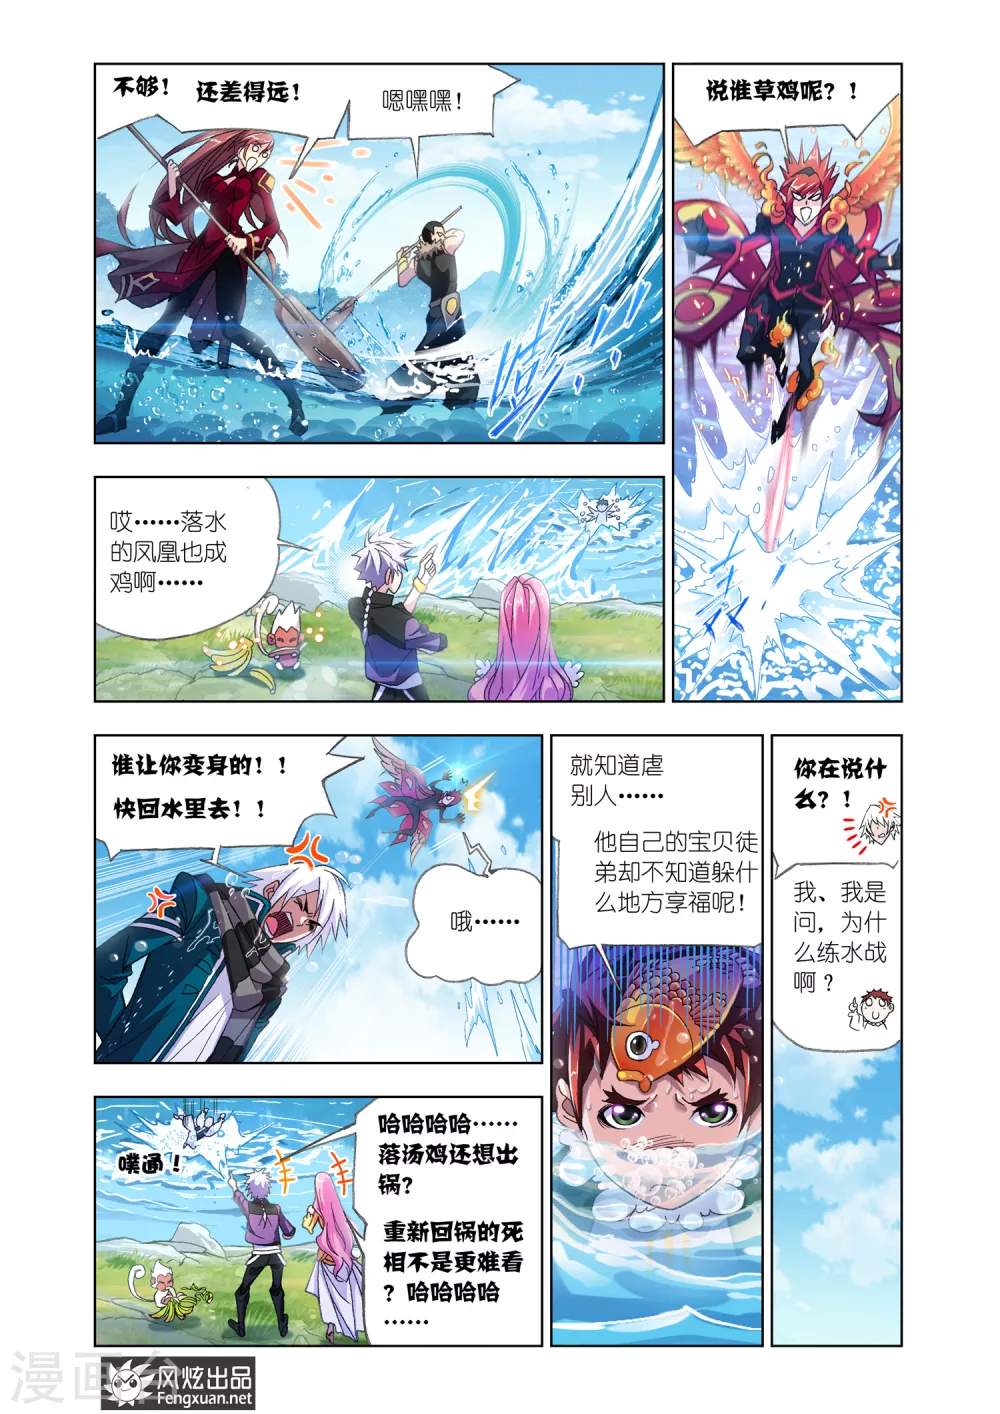 不够！
还差得远！
嗯嘿嘿！
说谁草鸡呢？！
哎……落水
的凤凰也成
鸡啊……
谁让你变身的！！
快回水里去！！
哦……
就知道虐
别人……
他自己的宝贝徒
弟却不知道躲什
么地方享福呢！
你在说什
么？！
我、我是
问，为什
么练水战
啊？
噗通！
哈哈哈哈……
落汤鸡还想出
锅？
重新回锅的死
相不是更难看
？哈哈哈哈
……
漫画台
风炫出品
Fengxuan.net